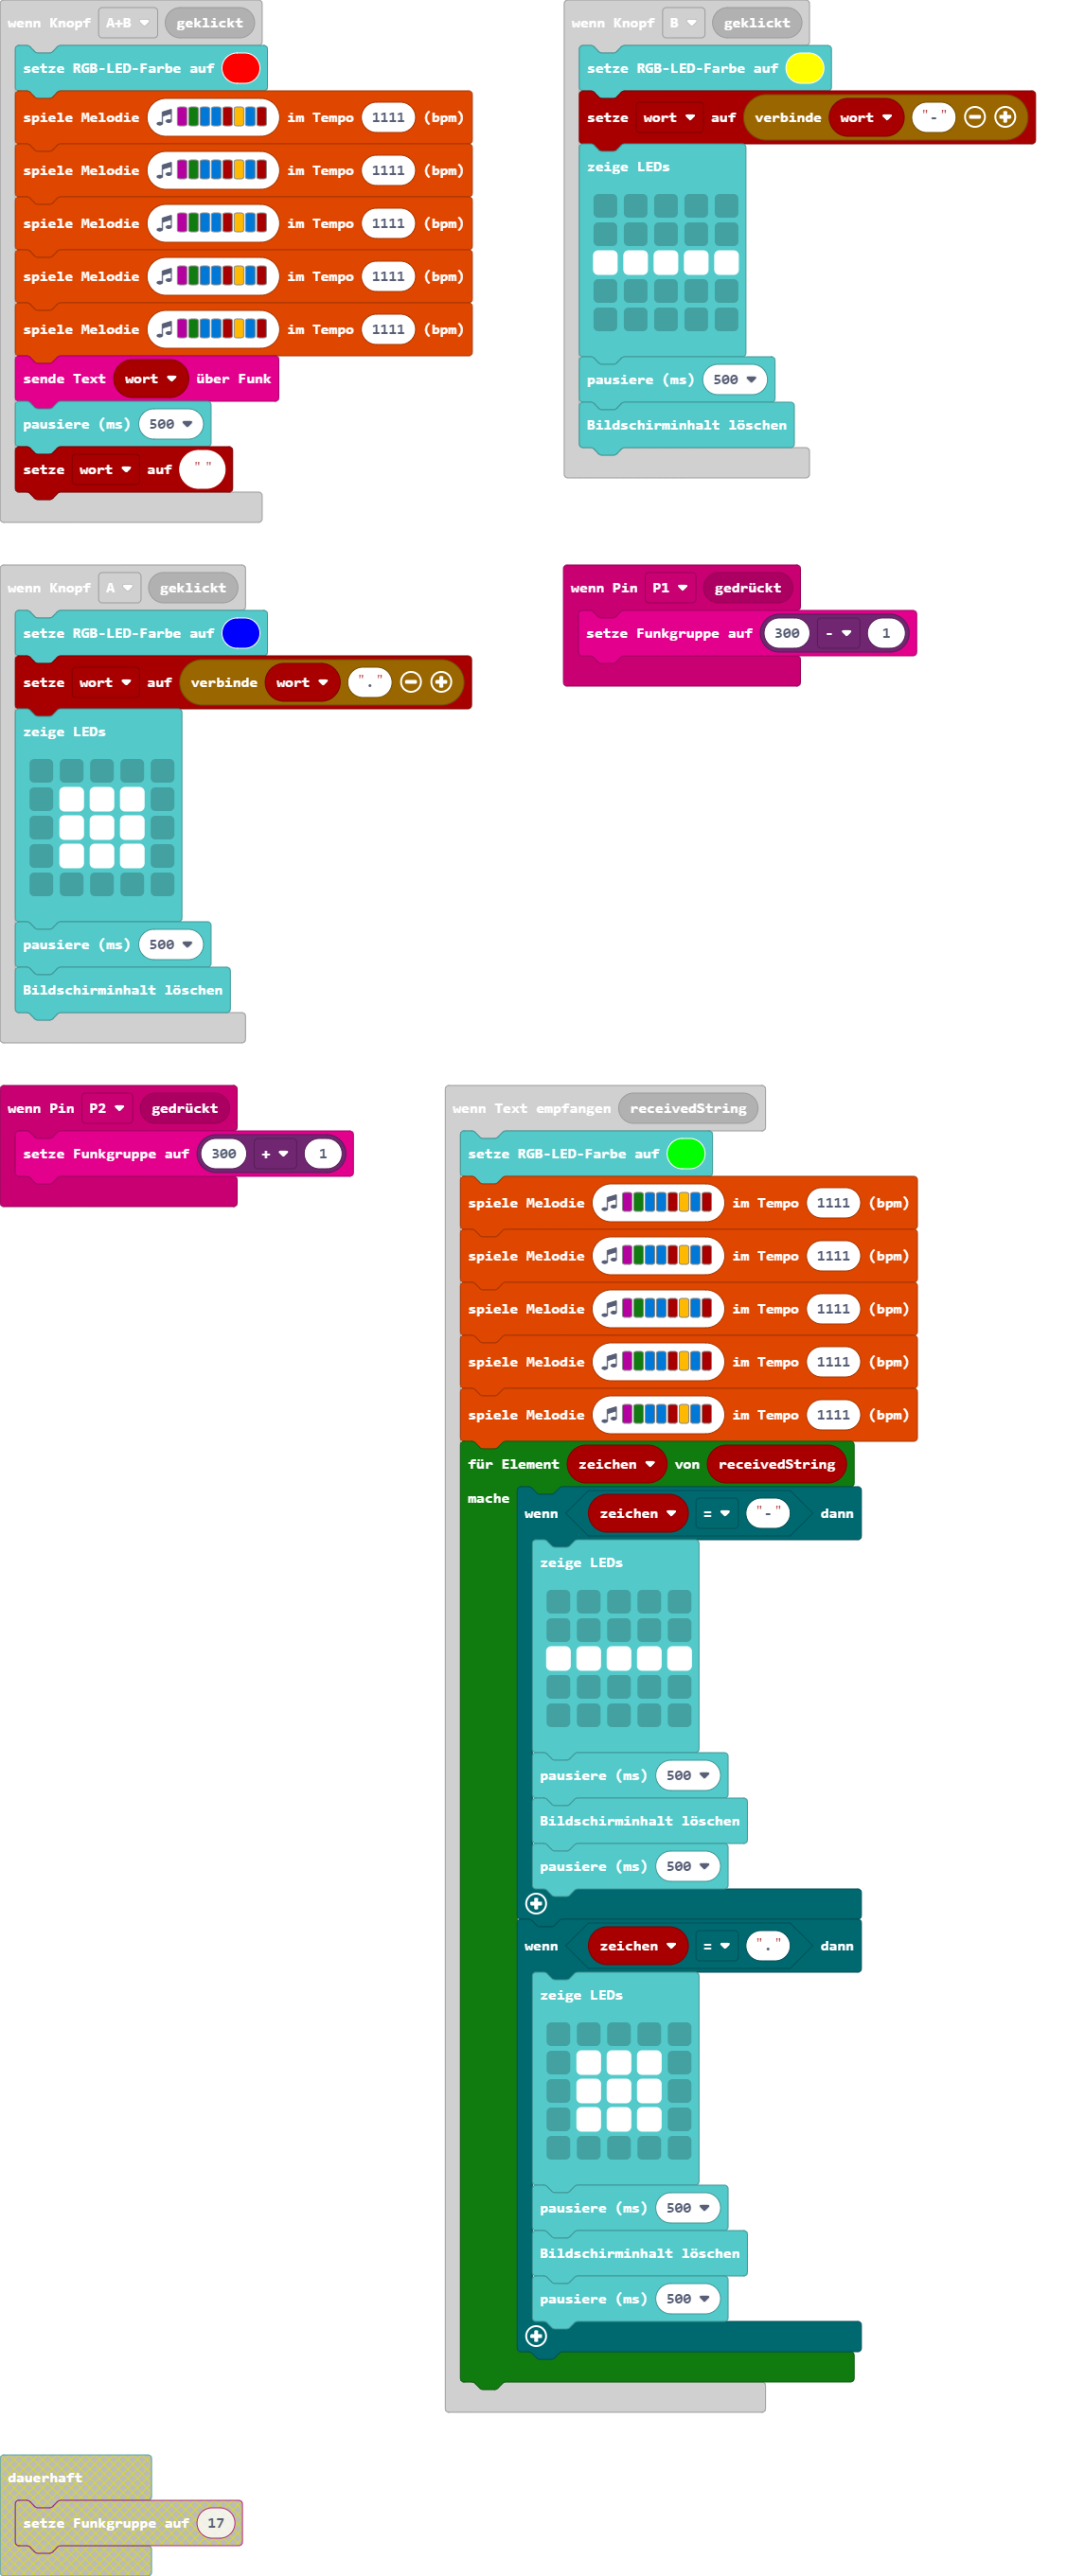 wenn Knopf A+B geklickt
setze RGB-LED-Farbe auf
spiele Melodie im Tempo 1111 (bpm)
spiele Melodie im Tempo 1111 (bpm)
spiele Melodie im Tempo 1111 (bpm)
spiele Melodie im Tempo 1111 (bpm)
spiele Melodie im Tempo 1111 (bpm)
sende Text wort über Funk
pausiere (ms) 500
setze wort auf " "
wenn Knopf B geklickt
setze RGB-LED-Farbe auf
setze wort auf verbinde wort "-"
zeige LEDs
pausiere (ms) 500
Bildschirminhalt löschen
wenn Knopf A geklickt
setze RGB-LED-Farbe auf
setze wort auf verbinde wort "."
zeige LEDs
pausiere (ms) 500
Bildschirminhalt löschen
wenn Pin P1 gedrückt
setze Funkgruppe auf 300 - 1
wenn Pin P2 gedrückt
setze Funkgruppe auf 300 + 1
wenn Text empfangen receivedString
setze RGB-LED-Farbe auf
spiele Melodie im Tempo 1111 (bpm)
spiele Melodie im Tempo 1111 (bpm)
spiele Melodie im Tempo 1111 (bpm)
spiele Melodie im Tempo 1111 (bpm)
spiele Melodie im Tempo 1111 (bpm)
für Element zeichen von receivedString
mache
wenn zeichen = "-" dann
zeige LEDs
pausiere (ms) 500
Bildschirminhalt löschen
pausiere (ms) 500
wenn zeichen = "." dann
zeige LEDs
pausiere (ms) 500
Bildschirminhalt löschen
pausiere (ms) 500
dauerhaft
setze Funkgruppe auf 17